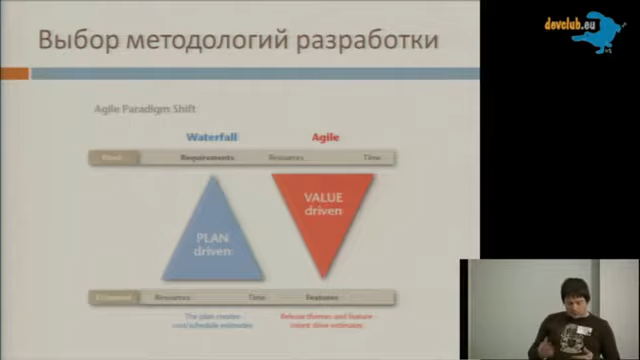 devclub.eu
Выбор методологий разработки
Agile Paradigm Shift
Waterfall Agile
Fixed Requirements Resources Time
PLAN driven
VALUE driven
Estimated Resources Time Features
The plan creates cost/schedule estimates
Release themes and feature intent drive estimates